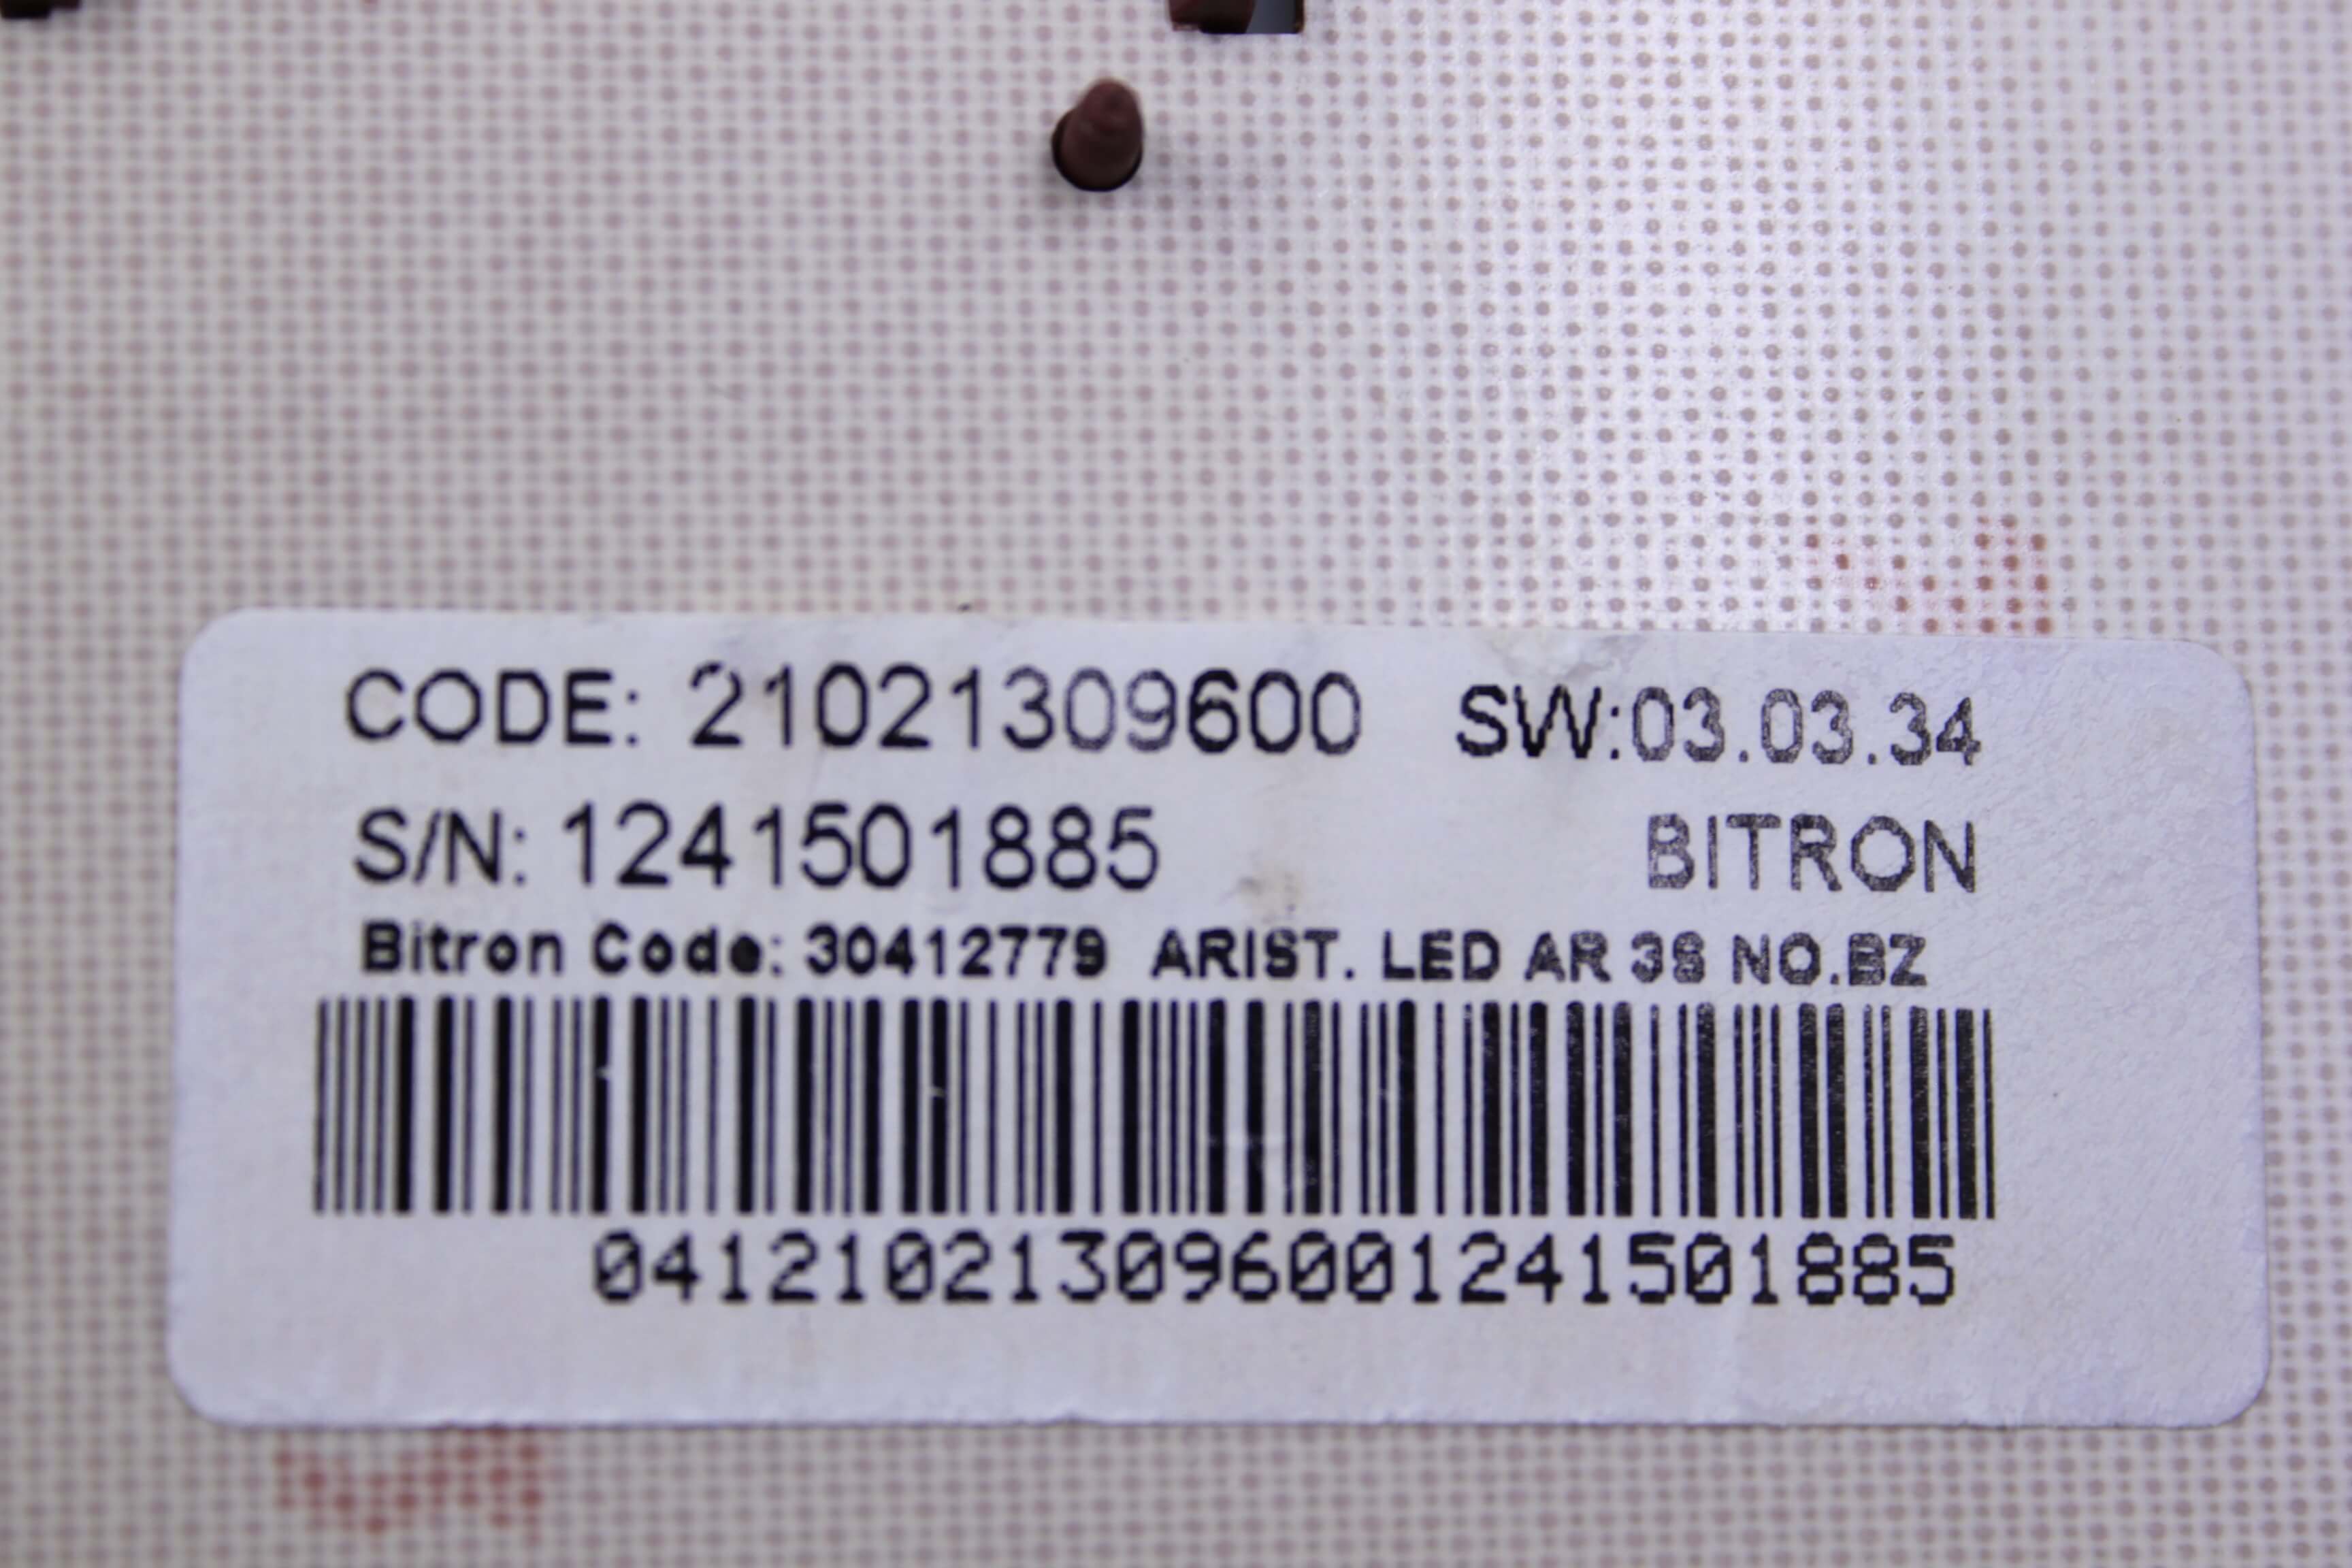 CODE: 21021309600 SW:03.03.34
S/N: 1241501885 BITRON
Bitron Code: 30412779 ARIST. LED AR 3S NO.BZ
041210213096001241501885